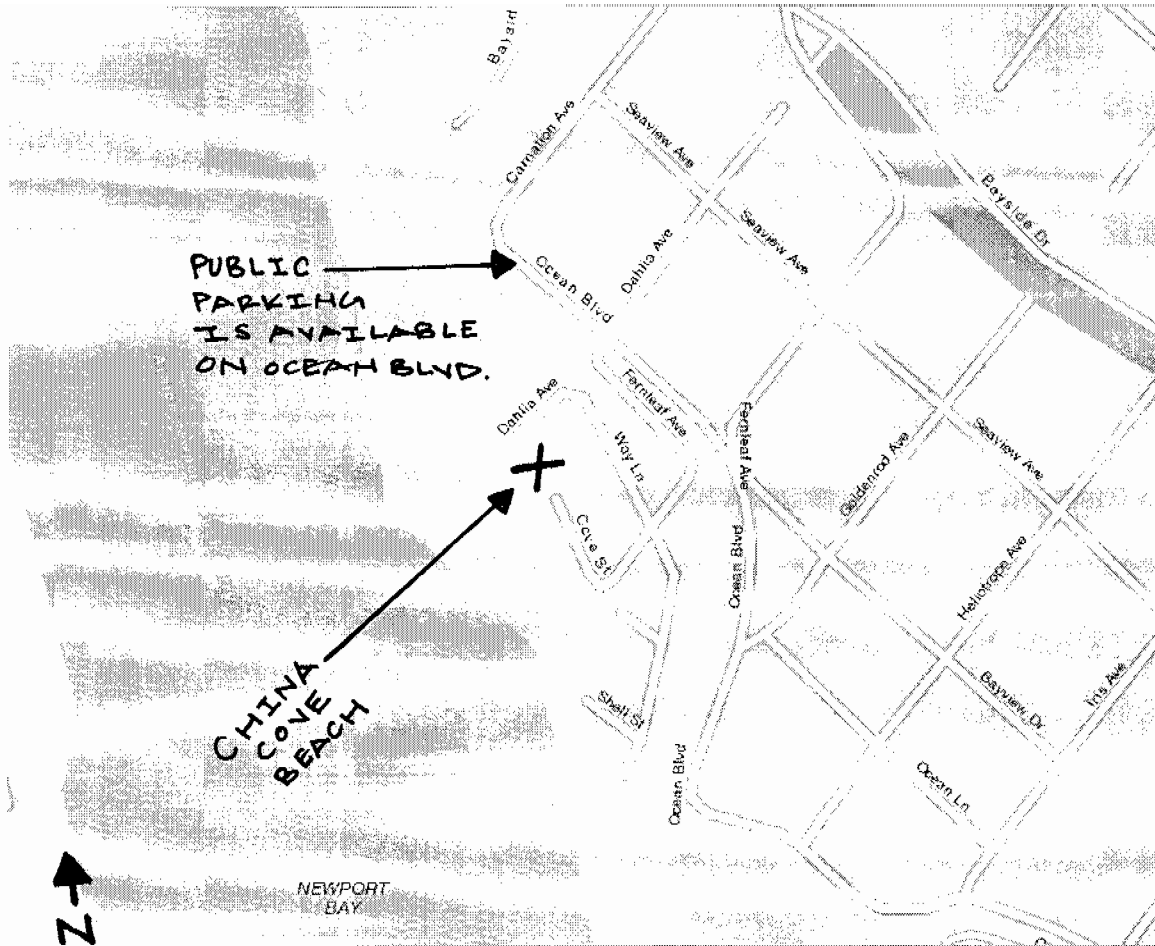 Baysid
Carnation Ave
Seaview Ave
Bayside Dr
Dahlia Ave
Seaview Ave
Ocean Blvd
PUBLIC
PARKING
IS AVAILABLE
ON OCEAN BLVD.
Dahlia Ave
Fernleaf Ave
Way Ln
Fernleaf Ave
Goldenrod Ave
Seaview Ave
Cove St
Ocean Blvd
Heliotrope Ave
CHINA
COVE
BEACH
Shell St
Bayview Dr
Iris Ave
Ocean Blvd
Ocean Ln
NEWPORT
BAY
N